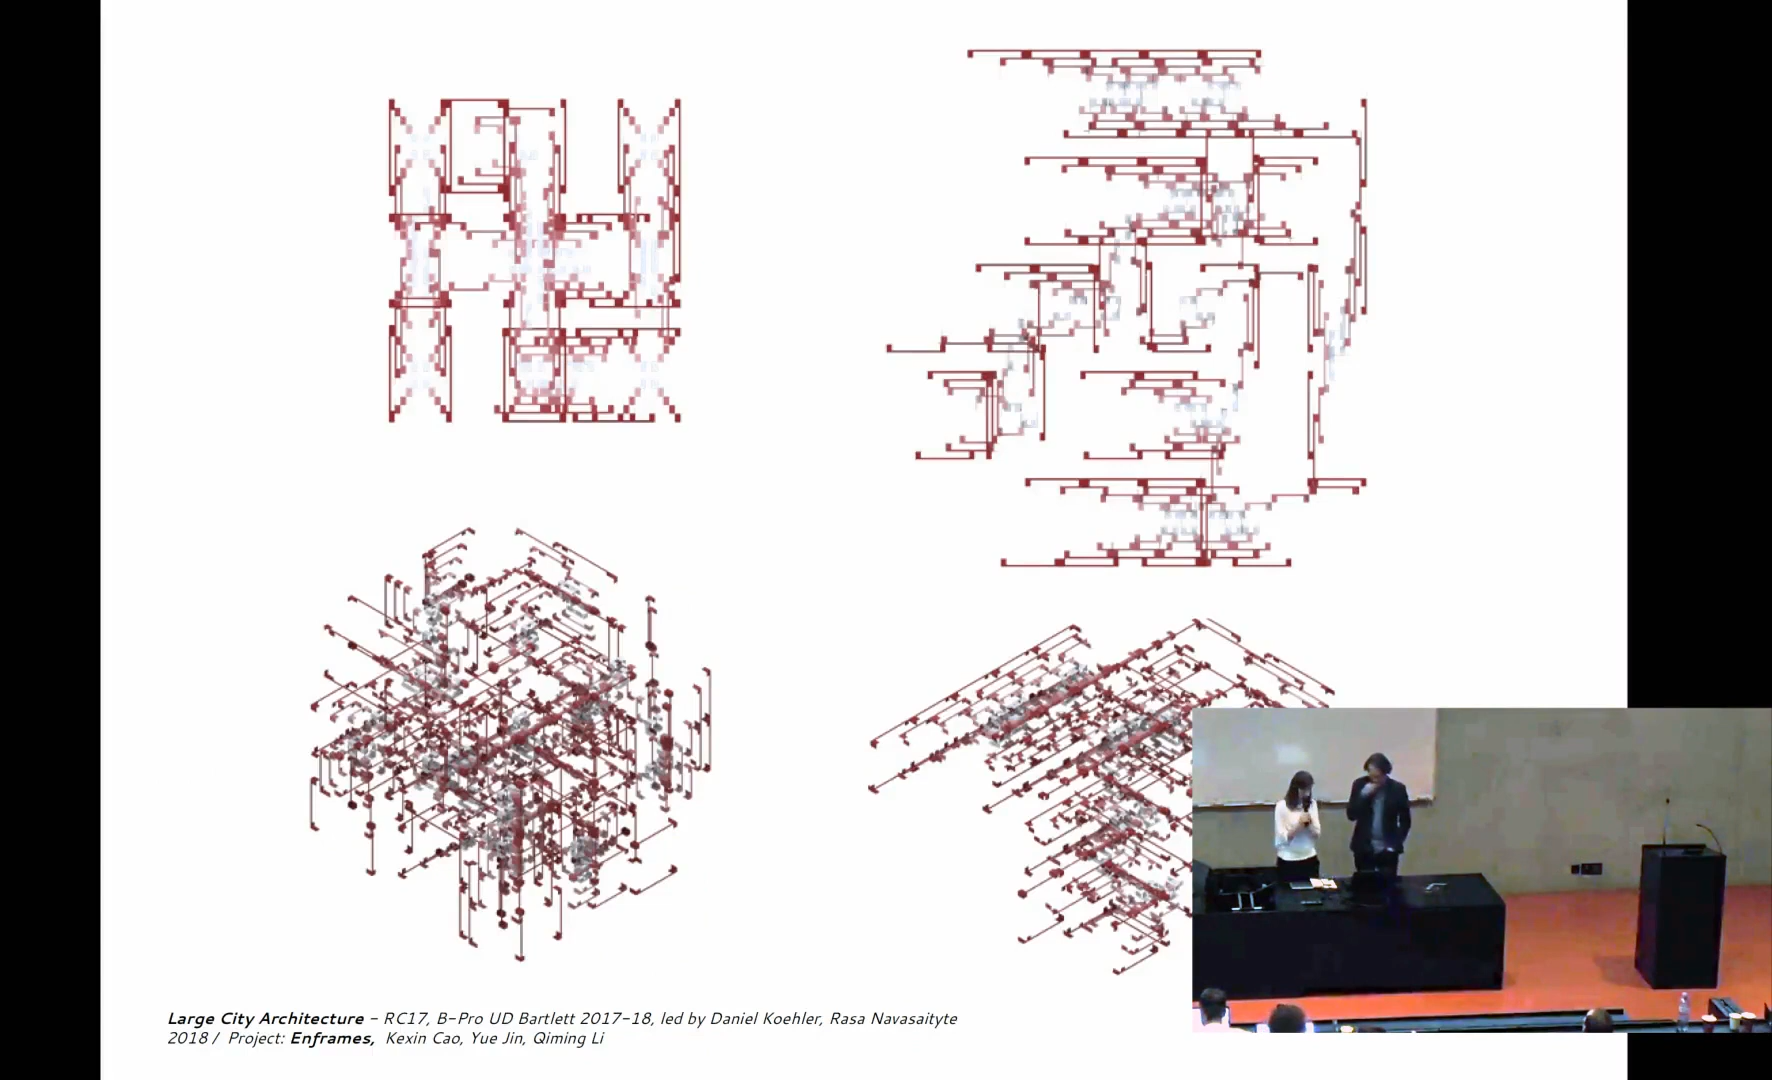 Large City Architecture - RC17, B-Pro UD Bartlett 2017-18, led by Daniel Koehler, Rasa Navasaityte
2018 / Project: Enframes, Kexin Cao, Yue Jin, Qiming Li